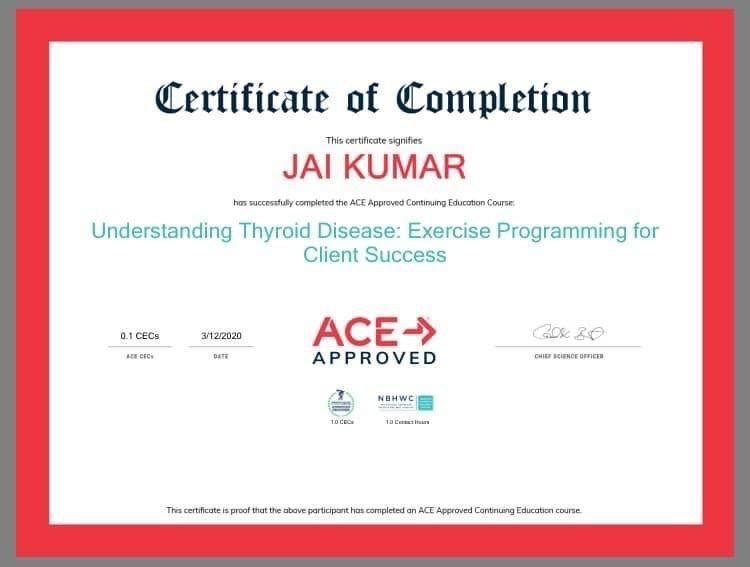 Certificate of Completion
This certificate signifies
JAI KUMAR
has successfully completed the ACE Approved Continuing Education Course:
Understanding Thyroid Disease: Exercise Programming for
Client Success
0.1 CECs
3/12/2020
ACE CECs
DATE
ACE
APPROVED
CHIEF SCIENCE OFFICER
NBHWC
1.0 CECs
1.0 Contact Hours
This certificate is proof that the above participant has completed an ACE Approved Continuing Education course.